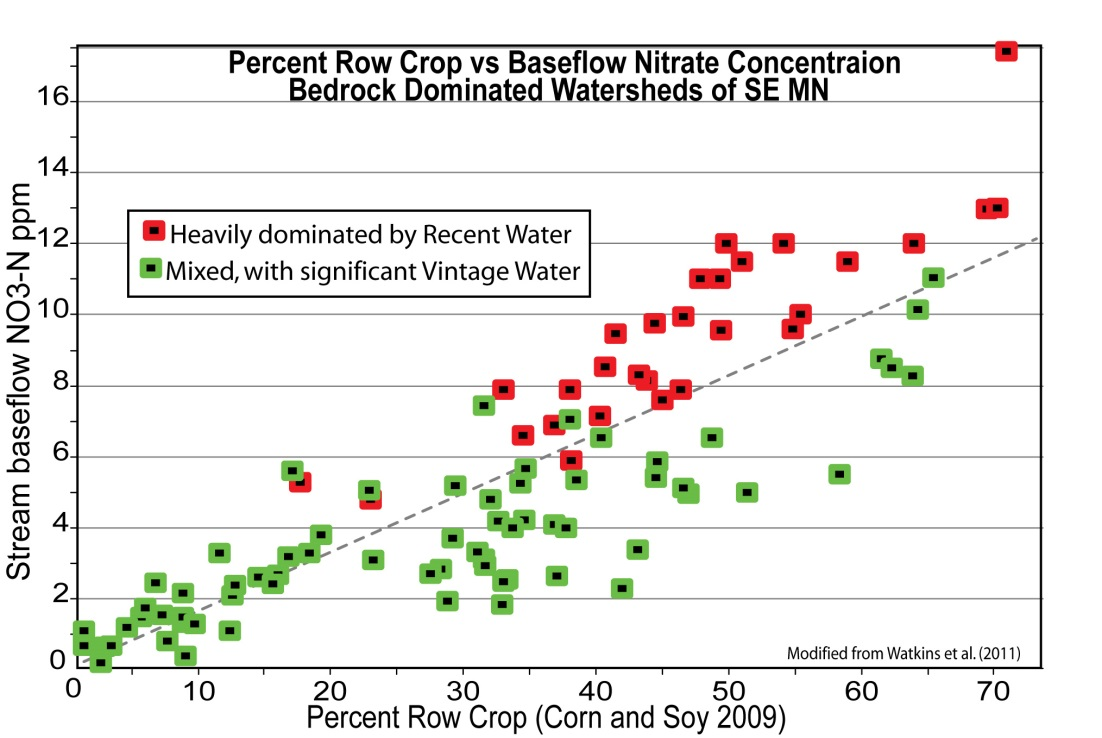 Percent Row Crop vs Baseflow Nitrate Concentraion
Bedrock Dominated Watersheds of SE MN
Stream baseflow NO3-N ppm
16
14
12
10
8
6
4
2
0
Heavily dominated by Recent Water
Mixed, with significant Vintage Water
Modified from Watkins et al. (2011)
0 10 20 30 40 50 60 70
Percent Row Crop (Corn and Soy 2009)